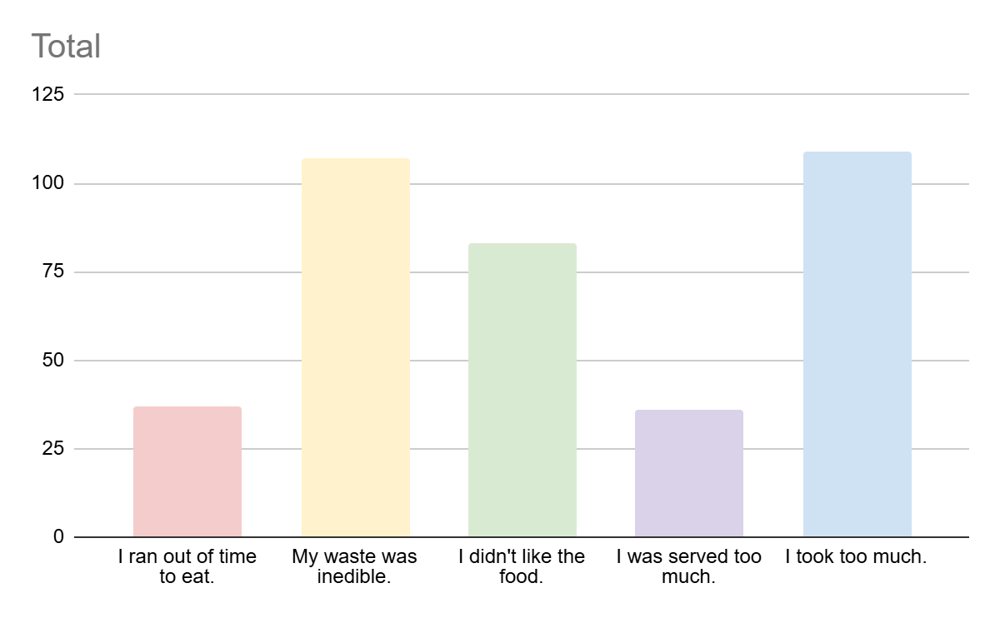 Total
125
100
75
50
25
0
I ran out of time
to eat.
My waste was
inedible.
I didn't like the
food.
I was served too
much.
I took too much.